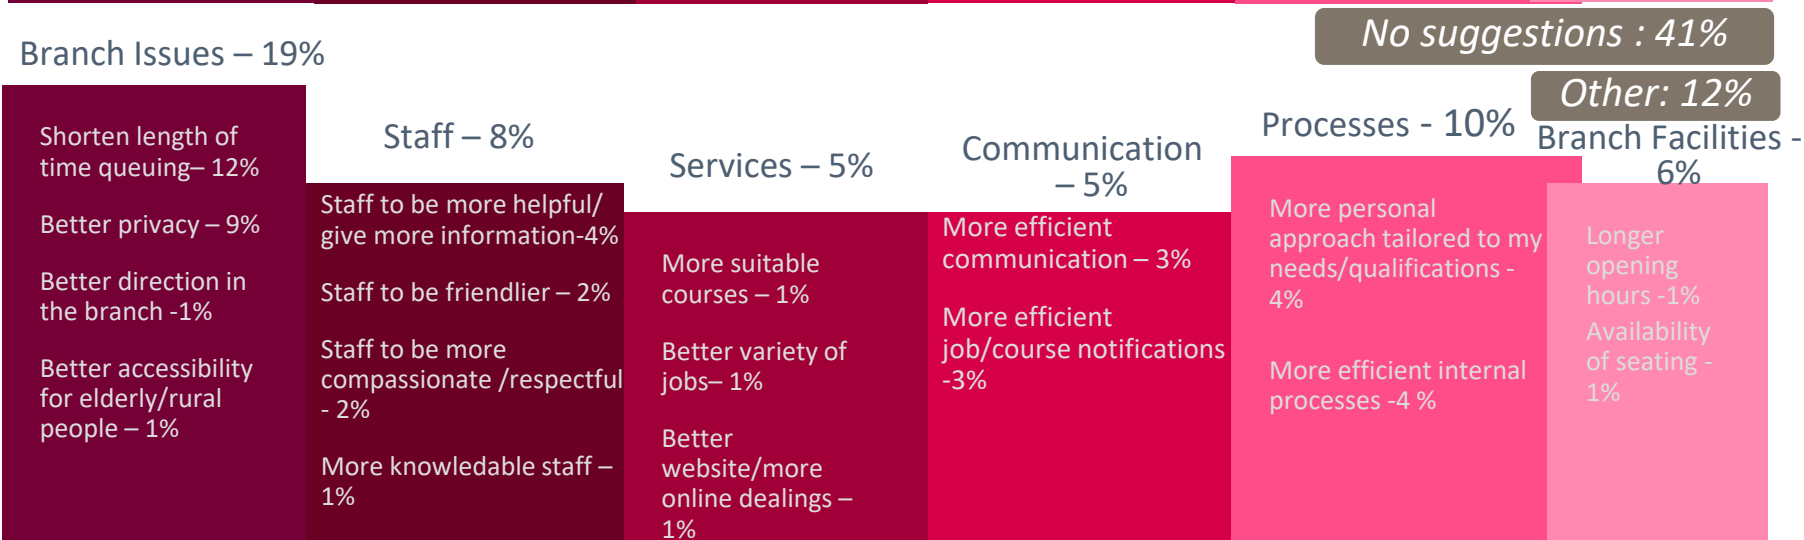 No suggestions : 41%
Other: 12%
Branch Issues – 19%
Shorten length of
time queuing– 12%
Better privacy – 9%
Better direction in
the branch -1%
Better accessibility
for elderly/rural
people – 1%
Staff – 8%
Staff to be more helpful/
give more information-4%
Staff to be friendlier – 2%
Staff to be more
compassionate /respectful
- 2%
More knowledable staff –
1%
Services – 5%
More suitable
courses – 1%
Better variety of
jobs– 1%
Better
website/more
online dealings –
1%
Communication
– 5%
More efficient
communication – 3%
More efficient
job/course notifications
-3%
Processes - 10%
More personal
approach tailored to my
needs/qualifications -
4%
More efficient internal
processes -4 %
Branch Facilities -
6%
Longer
opening
hours -1%
Availability
of seating -
1%